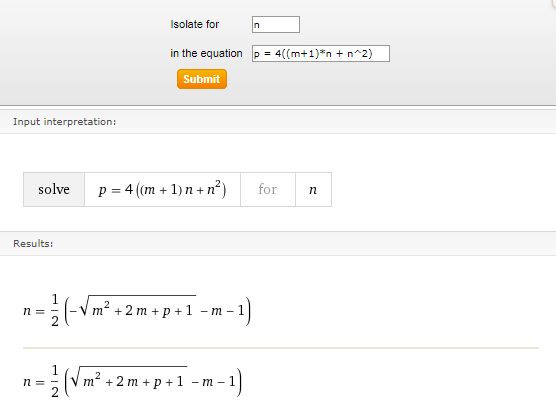 Isolate for n
in the equation p = 4((m+1)*n + n^2)
Submit
Input interpretation:
solve p = 4 ((m + 1) n + n²) for n
Results:
n = 1/2 (-√(m² + 2 m + p + 1) - m - 1)
n = 1/2 (√(m² + 2 m + p + 1) - m - 1)